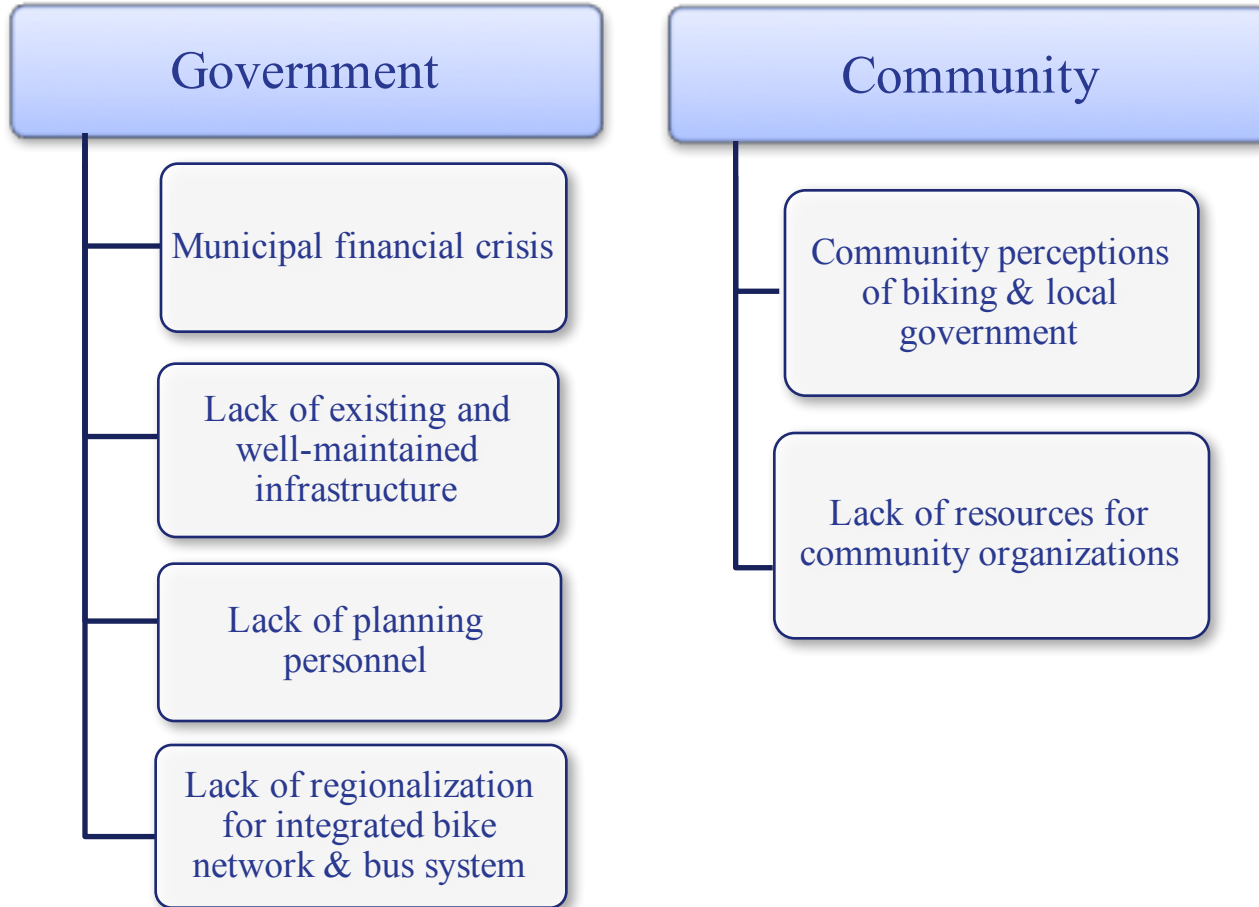 Government
Municipal financial crisis
Lack of existing and
well-maintained
infrastructure
Lack of planning
personnel
Lack of regionalization
for integrated bike
network & bus system
Community
Community perceptions
of biking & local
government
Lack of resources for
community organizations